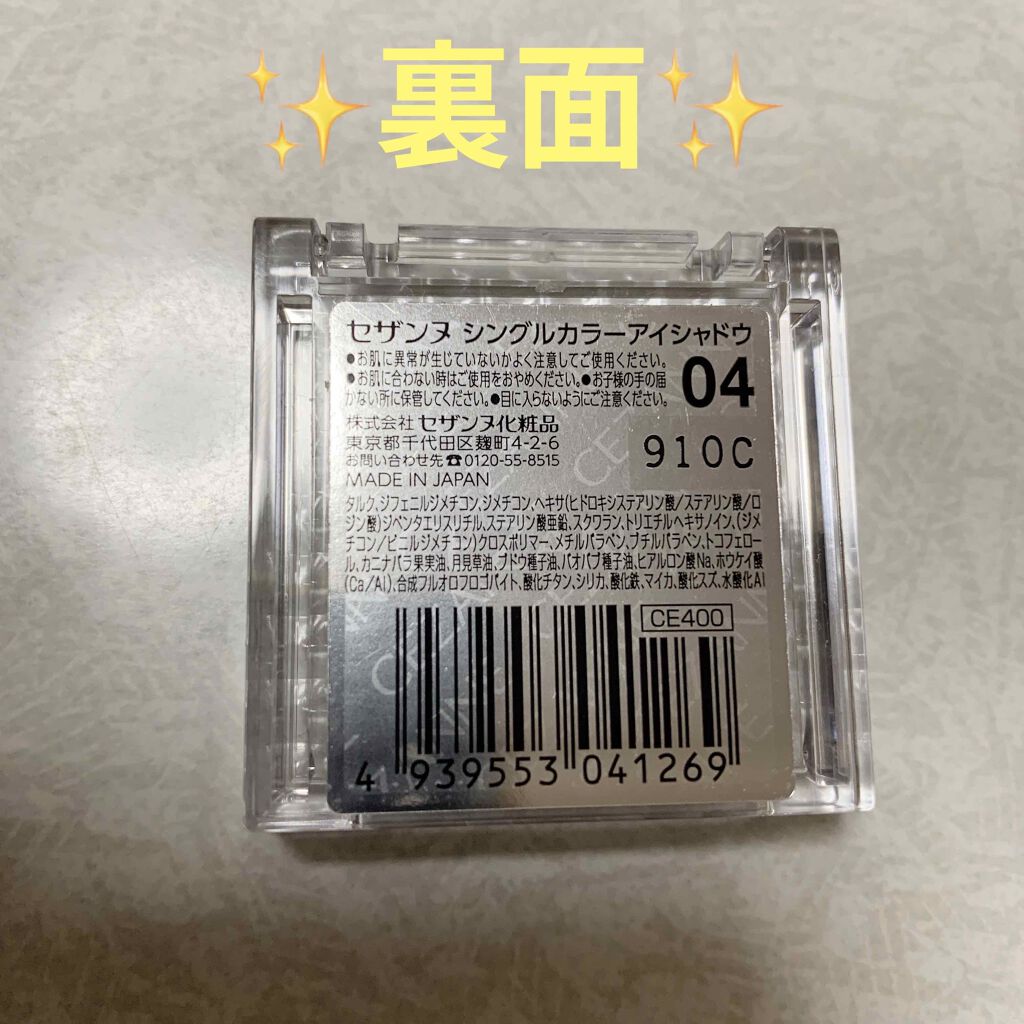 ✨裏面✨
セザンヌ シングルカラーアイシャドウ
●お肌に異常が生じていないかよく注意してご使用ください。
●お肌に合わない時はご使用をおやめください。●お子様の手の届
かない所に保管してください。●目に入らないようにご注意ください。
04
株式会社 セザンヌ化粧品
東京都千代田区麹町4-2-6
お問い合わせ先☎0120-55-8515
MADE IN JAPAN
910C
タルク、ジフェニルジメチコン、ジメチコン、ヘキサ(ヒドロキシステアリン酸/ステアリン酸/ロ
ジン酸)ジペンタエリスリチル、ステアリン酸亜鉛、スクワラン、トリエチルヘキサノイン、(ジメ
チコン/ビニルジメチコン)クロスポリマー、メチルパラベン、ブチルパラベン、トコフェロー
ル、カニナバラ果実油、月見草油、ブドウ種子油、バオバブ種子油、ヒアルロン酸Na、ホウケイ酸
(Ca/Al)、合成フルオロフロゴパイト、酸化チタン、シリカ、酸化鉄、マイカ、酸化スズ、水酸化Al
CE400
4 939553 041269